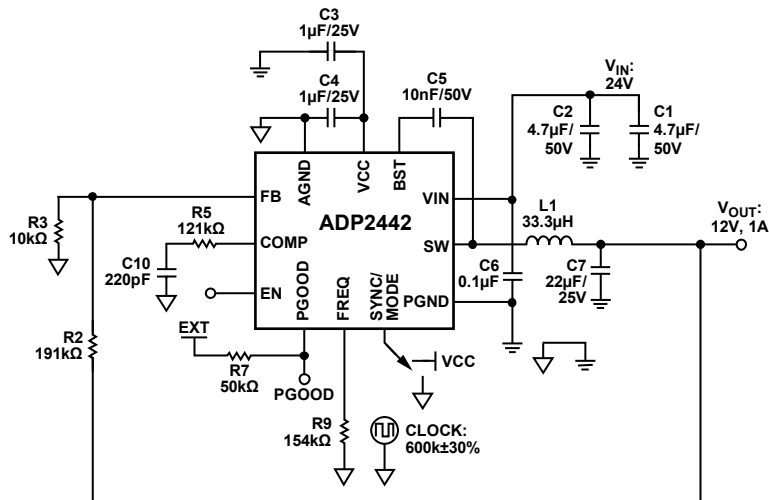 C3
1µF/25V
C4
1µF/25V
C5
10nF/50V
VIN:
24V
C2
4.7µF/
50V
C1
4.7µF/
50V
AGND
VCC
BST
FB
VIN
ADP2442
R3
10kΩ
R5
121kΩ
COMP
SW
L1
33.3µH
VOUT:
12V, 1A
C10
220pF
C6
0.1µF
C7
22µF/
25V
EN
PGOOD
FREQ
SYNC/
MODE
PGND
R2
191kΩ
EXT
R7
50kΩ
PGOOD
VCC
R9
154kΩ
CLOCK:
600k±30%